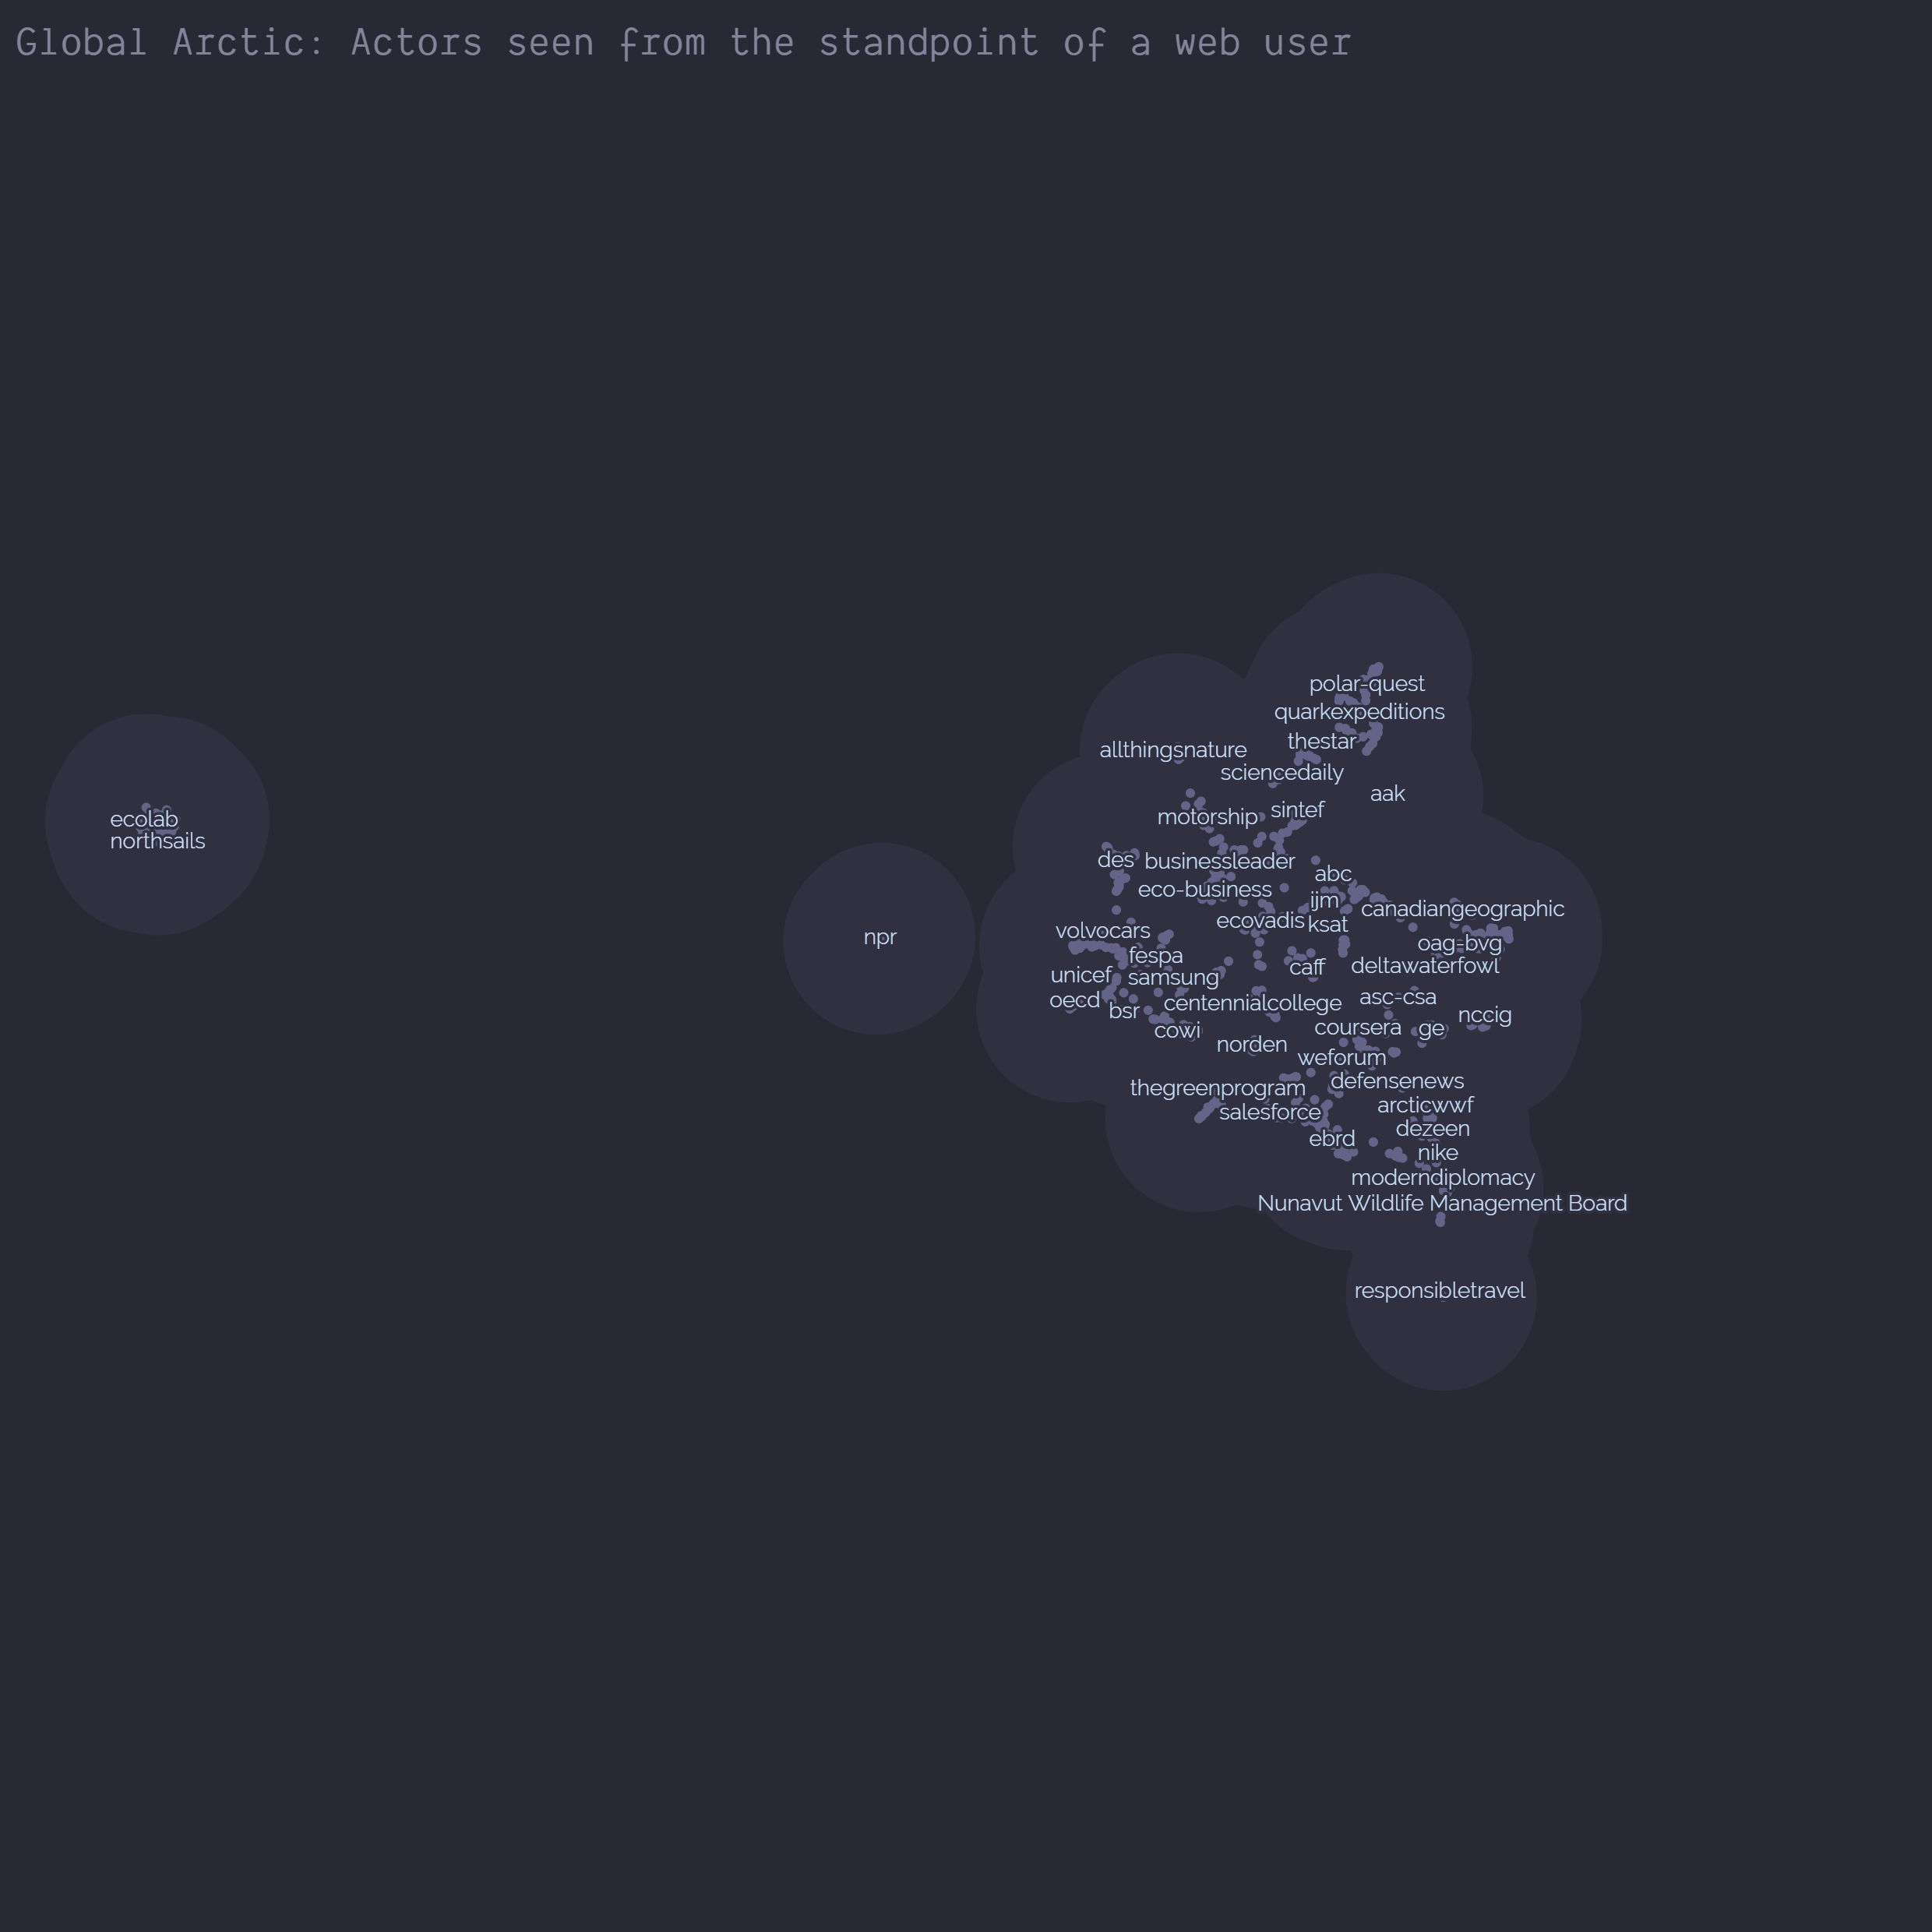 Global Arctic: Actors seen from the standpoint of a web user
polar-quest
quarkexpeditions
thestar
allthingsnature
sciencedaily
aak
sintef
motorship
ecolab
northsails
des
businessleader
abc
eco-business
ijm
canadiangeographic
ecovadis
ksat
volvocars
npr
oag-bvg
fespa
caff
deltawaterfowl
unicef
samsung
oecd
centennialcollege
asc-csa
bsr
nccig
cowi
coursera
ge
norden
weforum
defensenews
thegreenprogram
arcticwwf
salesforce
dezeen
ebrd
nike
moderndiplomacy
Nunavut Wildlife Management Board
responsibletravel